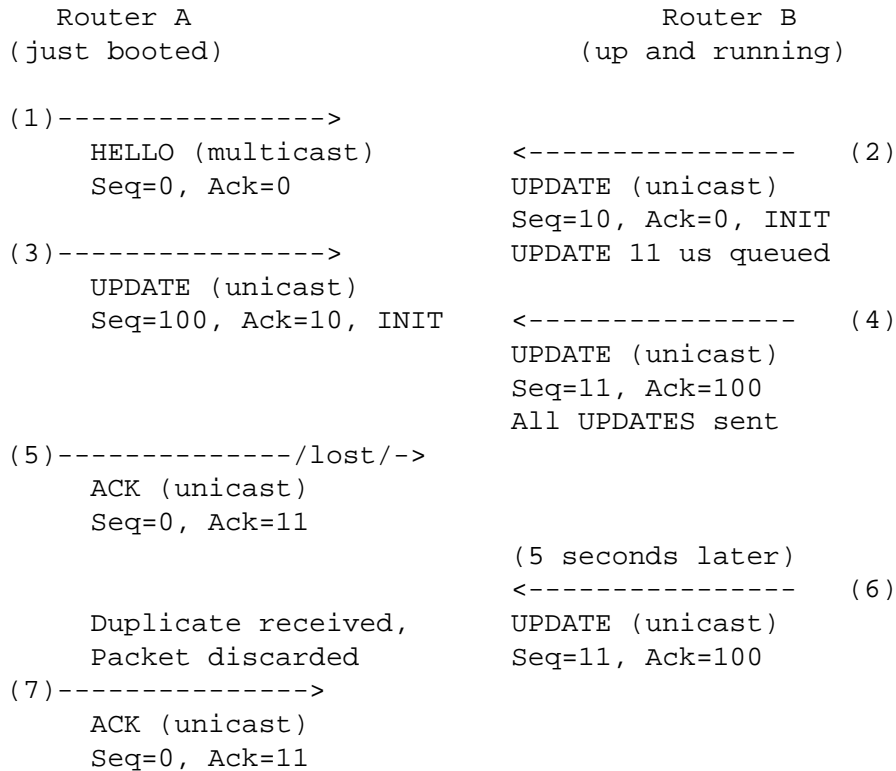 Router A                                Router B
(just booted)                      (up and running)
(1)---------------->
HELLO (multicast)          <----------------   (2)
Seq=0, Ack=0               UPDATE (unicast)
Seq=10, Ack=0, INIT
(3)---------------->            UPDATE 11 us queued
UPDATE (unicast)
Seq=100, Ack=10, INIT      <----------------   (4)
UPDATE (unicast)
Seq=11, Ack=100
All UPDATES sent
(5)--------------/lost/->
ACK (unicast)
Seq=0, Ack=11
(5 seconds later)
<----------------   (6)
Duplicate received,        UPDATE (unicast)
Packet discarded           Seq=11, Ack=100
(7)--------------->
ACK (unicast)
Seq=0, Ack=11